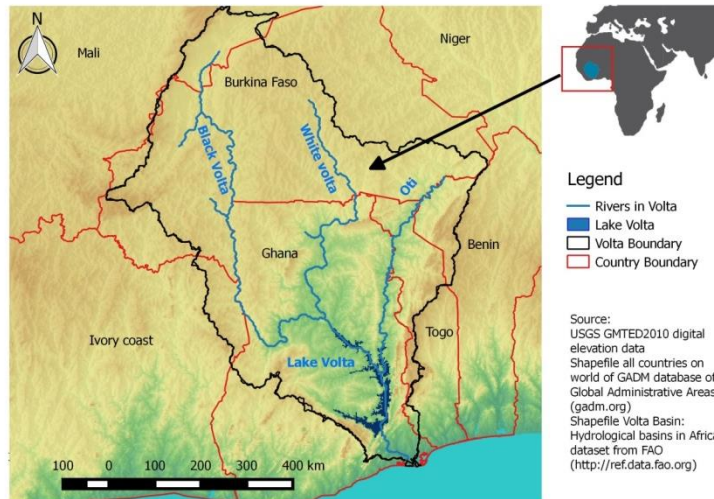 N
Mali
Niger
Burkina Faso
Black Volta
White volta
Oti
Ghana
Benin
Ivory coast
Togo
Lake Volta
100 0 100 200 300 400 km
Legend
Rivers in Volta
Lake Volta
Volta Boundary
Country Boundary
Source:
USGS GMTED2010 digital
elevation data
Shapefile all countries on
world of GADM database of
Global Administrative Areas
(gadm.org)
Shapefile Volta Basin:
Hydrological basins in Africa
dataset from FAO
(http://ref.data.fao.org)